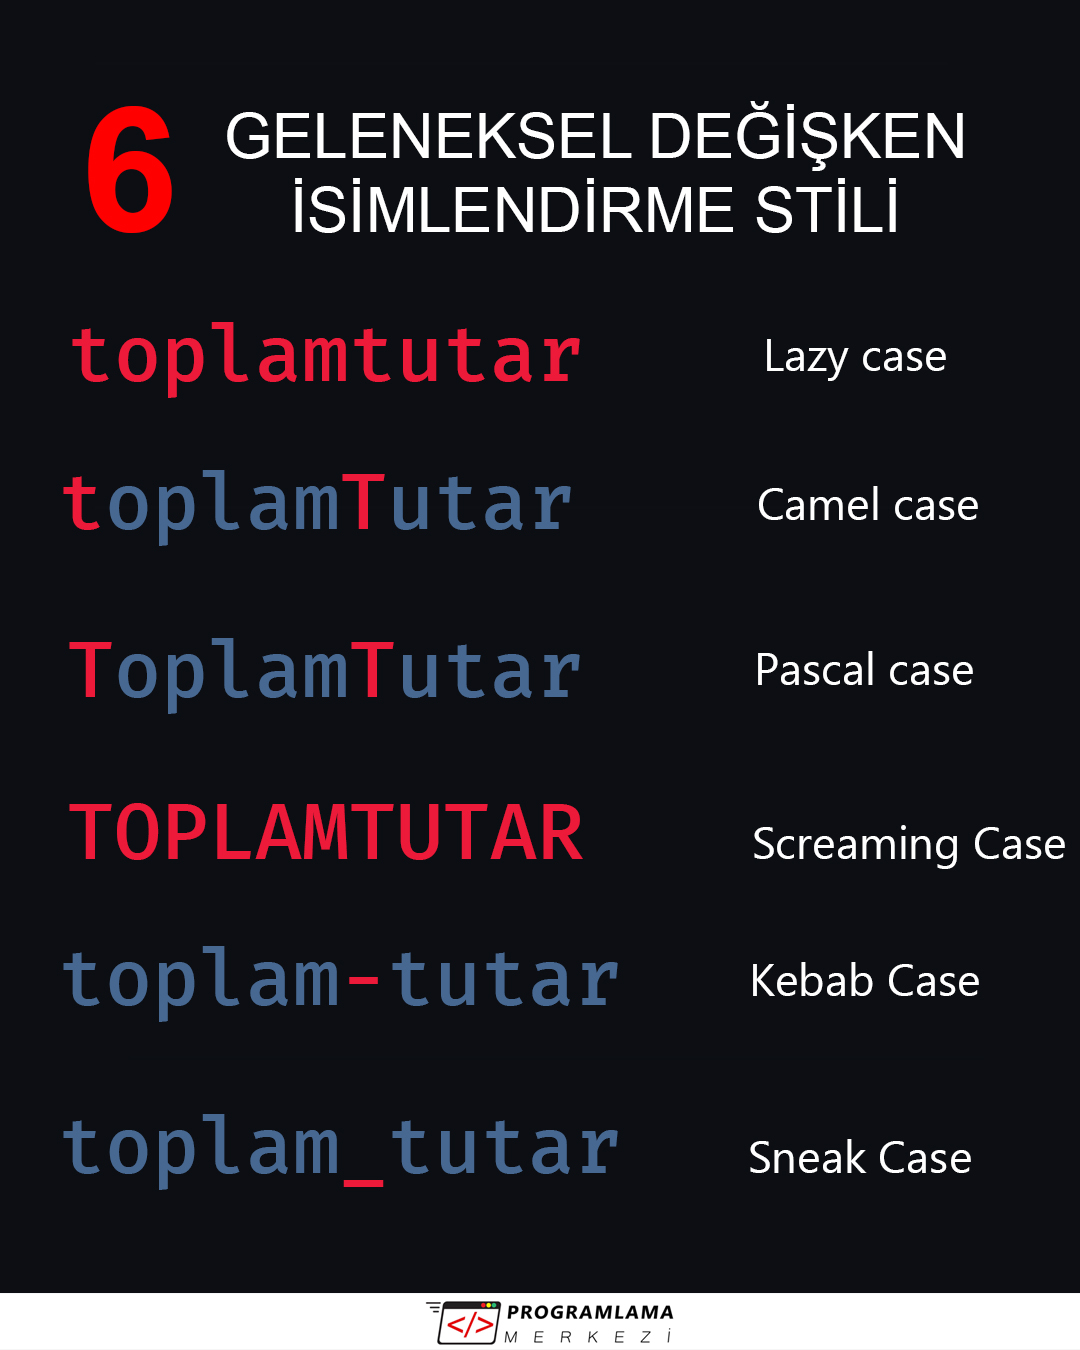 6
GELENEKSEL DEĞİŞKEN
İSİMLENDİRME STİLİ
toplamtutar Lazy case
toplamTutar Camel case
ToplamTutar Pascal case
TOPLAMTUTAR Screaming Case
toplam-tutar Kebab Case
toplam_tutar Sneak Case
</>
PROGRAMLAMA
MERKEZİ